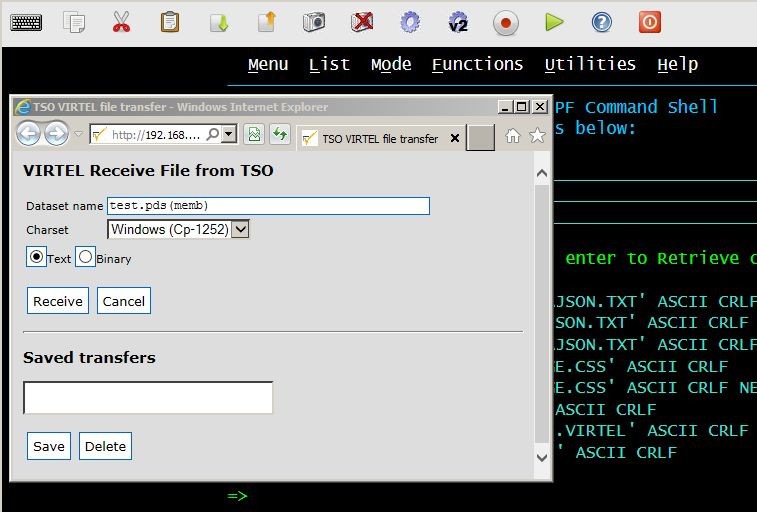 v2
Menu List Mode Functions Utilities Help
TSO VIRTEL file transfer - Windows Internet Explorer
http://192.168....
TSO VIRTEL file transfer
VIRTEL Receive File from TSO
Dataset name test.pds(memb)
Charset Windows (Cp-1252)
Text Binary
Receive Cancel
Saved transfers
Save Delete
PF Command Shell
s below:
enter to Retrieve
JSON.TXT' ASCII CRLF
SON.TXT' ASCII CRLF
JSON.TXT' ASCII CRLF
E.CSS' ASCII CRLF
E.CSS' ASCII CRLF NE
ASCII CRLF
.VIRTEL' ASCII CRLF
' ASCII CRLF
=>